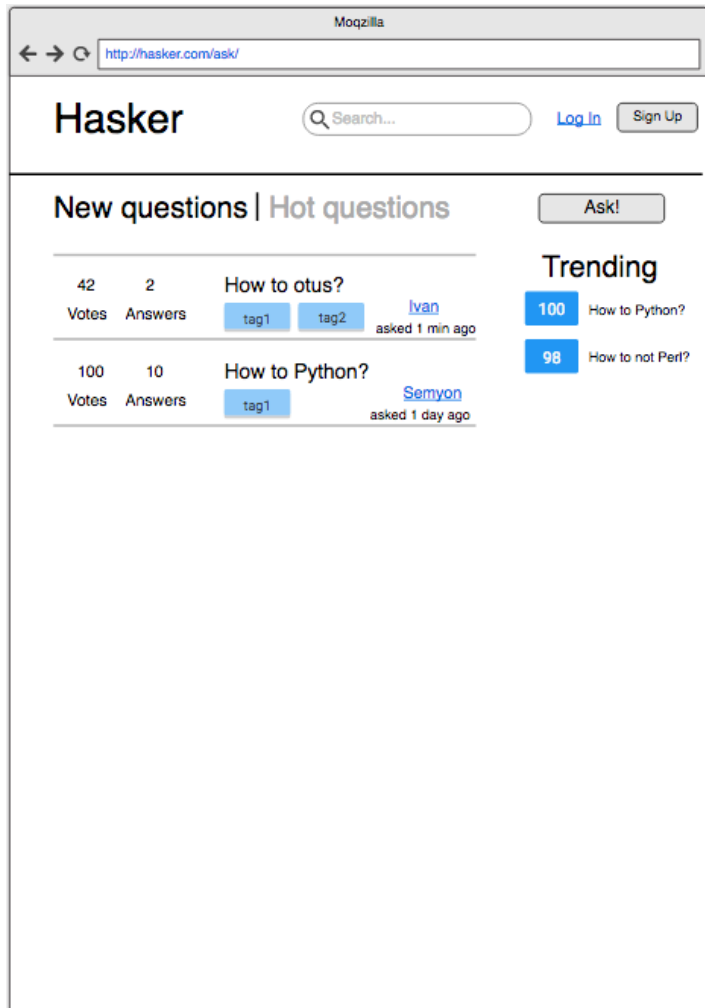 Moqzilla
http://hasker.com/ask/
Hasker
Search...
Log In
Sign Up
New questions | Hot questions
Ask!
42 2
Votes Answers
How to otus?
tag1 tag2
Ivan
asked 1 min ago
100 10
Votes Answers
How to Python?
tag1
Semyon
asked 1 day ago
Trending
100 How to Python?
98 How to not Perl?